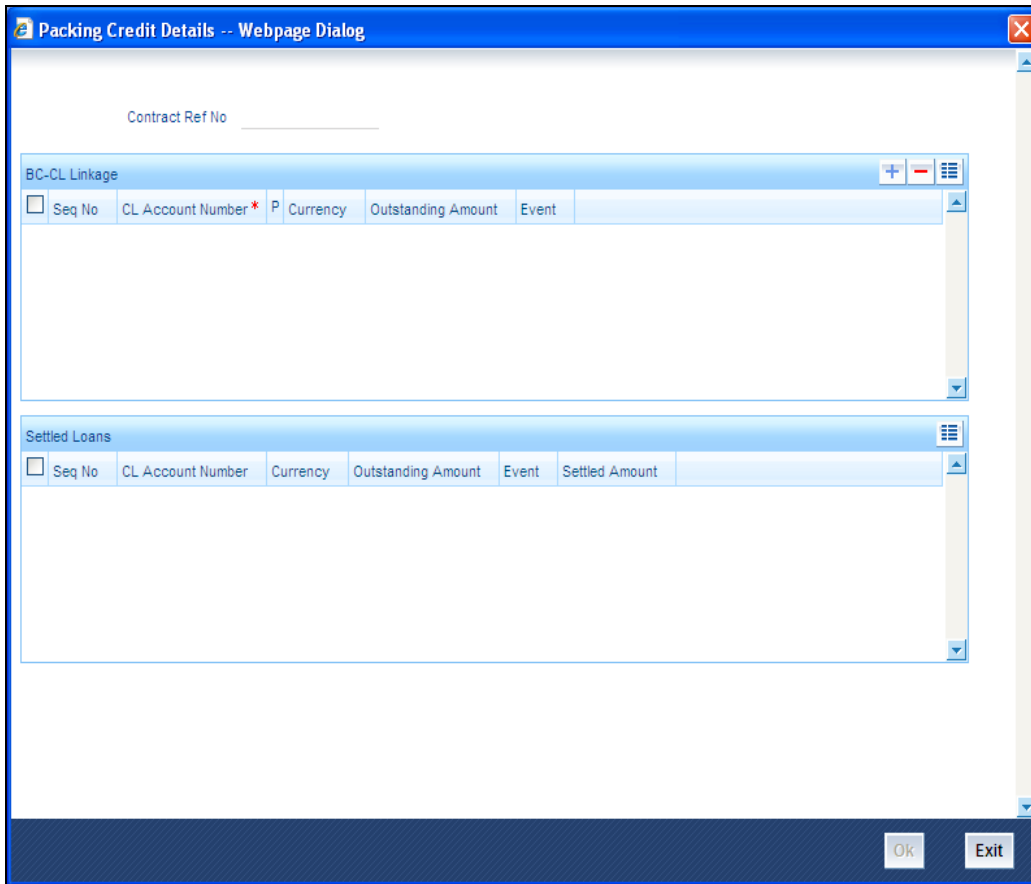 Packing Credit Details -- Webpage Dialog
Contract Ref No
BC-CL Linkage
Seq No CL Account Number * P Currency Outstanding Amount Event
Settled Loans
Seq No CL Account Number Currency Outstanding Amount Event Settled Amount
Ok Exit